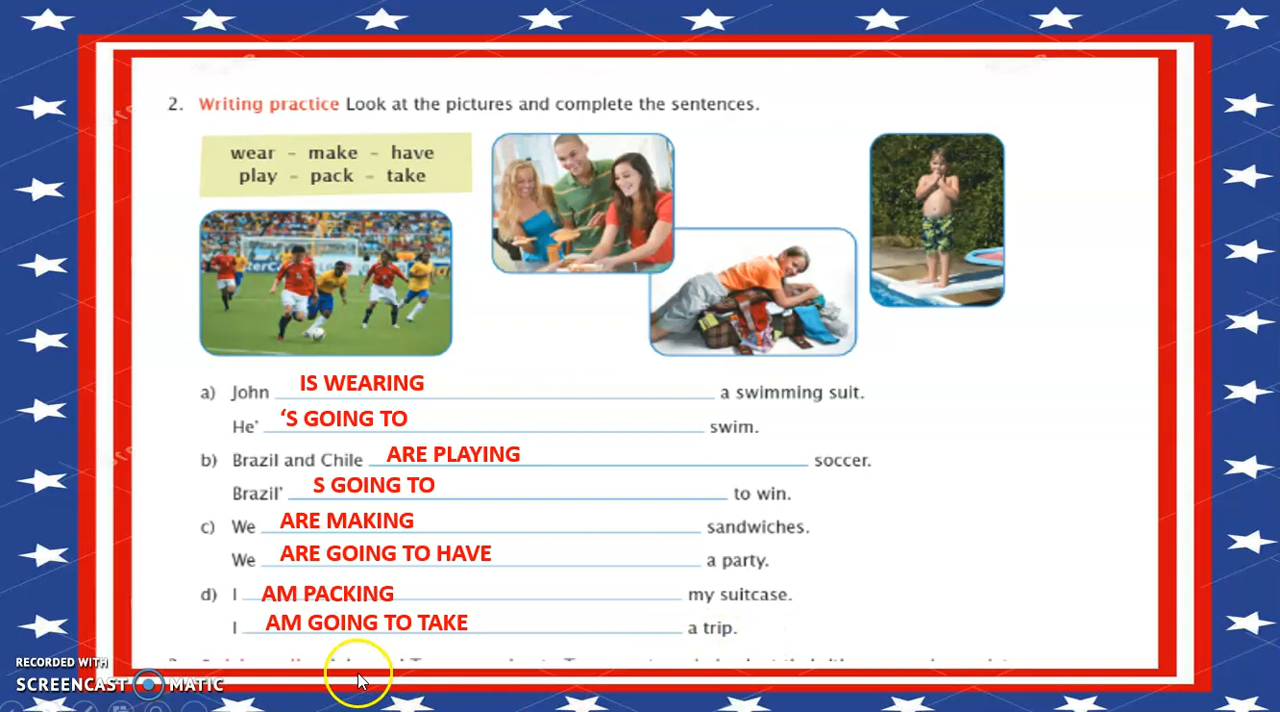 2. Writing practice Look at the pictures and complete the sentences.
wear - make - have
play - pack - take
a) John IS WEARING a swimming suit.
He' ‘S GOING TO swim.
b) Brazil and Chile ARE PLAYING soccer.
Brazil' S GOING TO to win.
c) We ARE MAKING sandwiches.
We ARE GOING TO HAVE a party.
d) I AM PACKING my suitcase.
I AM GOING TO TAKE a trip.
RECORDED WITH
SCREENCAST MATIC